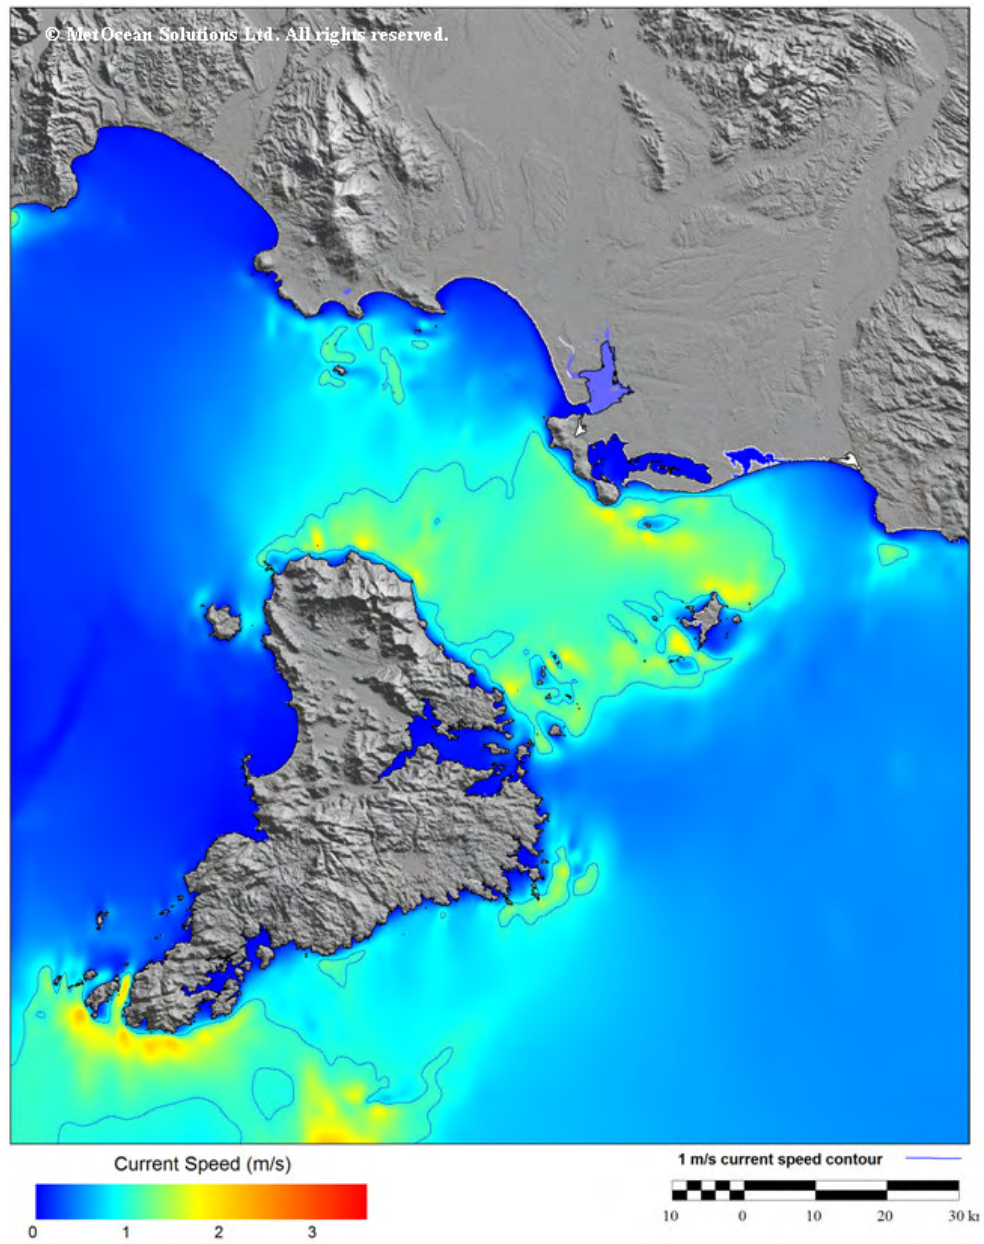 © MetOcean Solutions Ltd. All rights reserved.
Current Speed (m/s)
0 1 2 3
1 m/s current speed contour
10 0 10 20 30 k